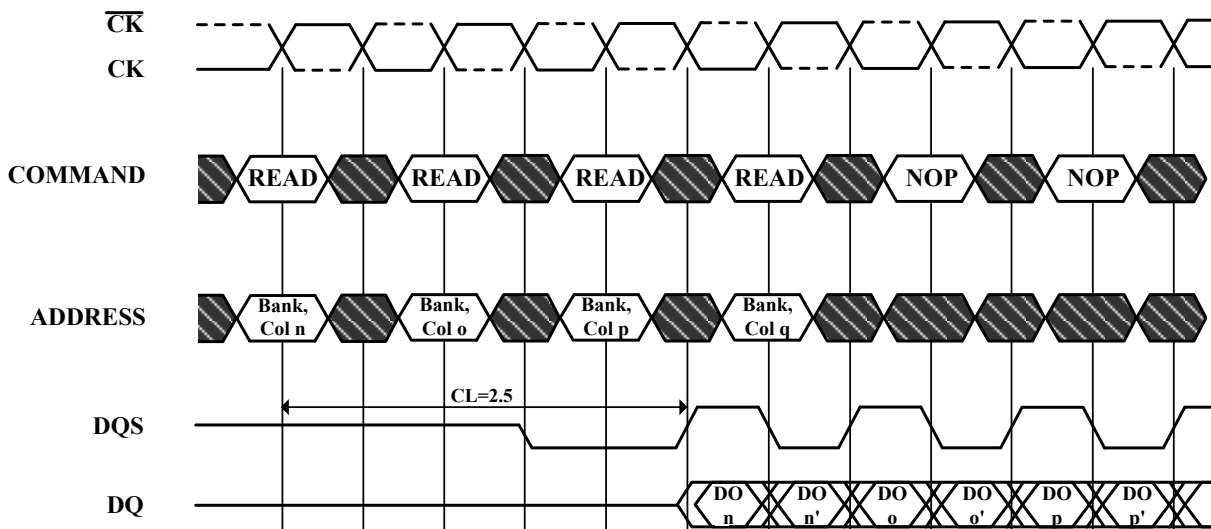 C̅K̅
CK
COMMAND
READ
READ
READ
READ
NOP
NOP
ADDRESS
Bank,
Col n
Bank,
Col o
Bank,
Col p
Bank,
Col q
CL=2.5
DQS
DQ
DO
n
DO
n'
DO
o
DO
o'
DO
p
DO
p'